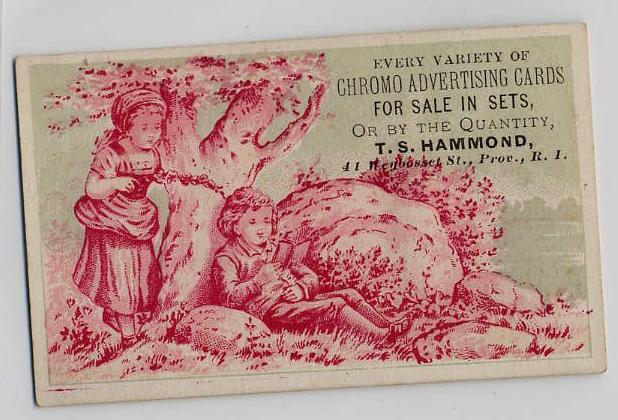 EVERY VARIETY OF
CHROMO ADVERTISING CARDS
FOR SALE IN SETS,
OR BY THE QUANTITY,
T. S. HAMMOND,
41 Weybosset St., Prov., R. I.